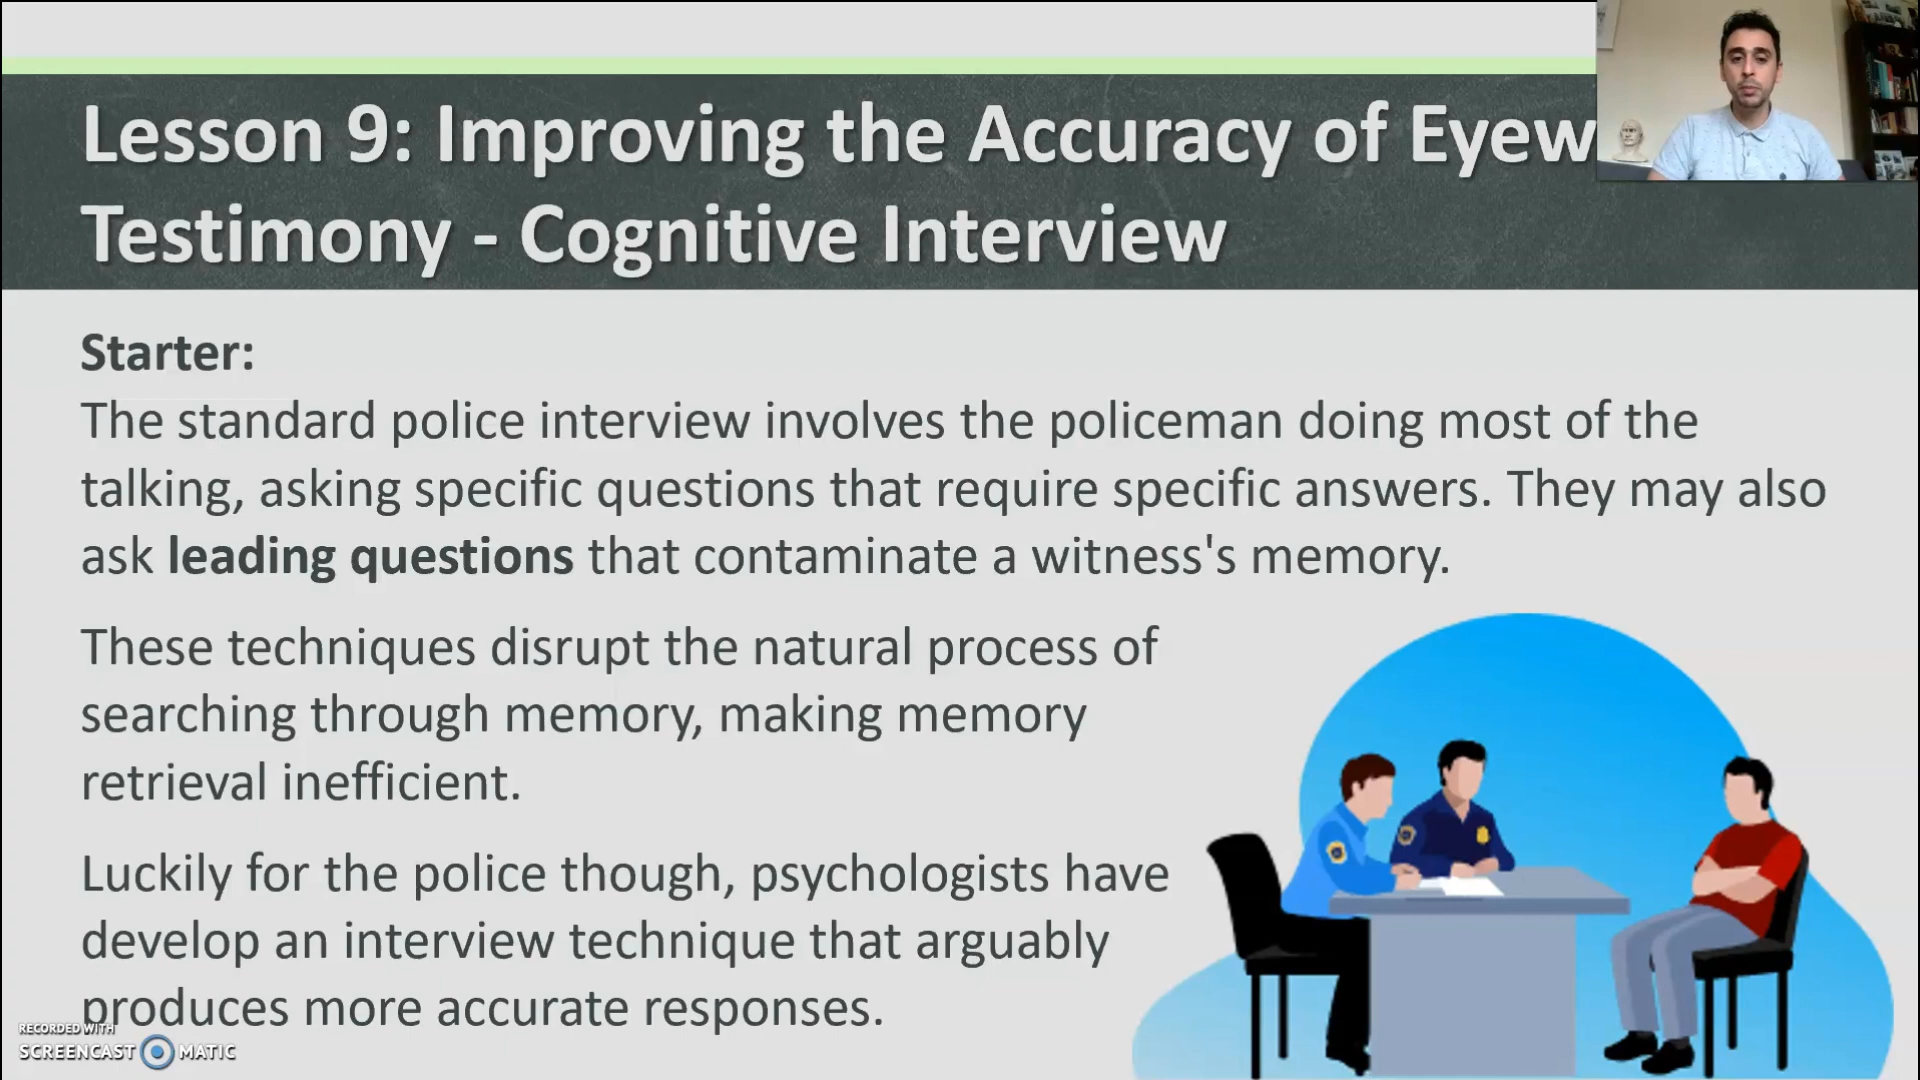 Lesson 9: Improving the Accuracy of Eyew
Testimony - Cognitive Interview
Starter:
The standard police interview involves the policeman doing most of the
talking, asking specific questions that require specific answers. They may also
ask leading questions that contaminate a witness's memory.
These techniques disrupt the natural process of
searching through memory, making memory
retrieval inefficient.
Luckily for the police though, psychologists have
develop an interview technique that arguably
produces more accurate responses.
RECORDED WITH
SCREENCAST MATIC